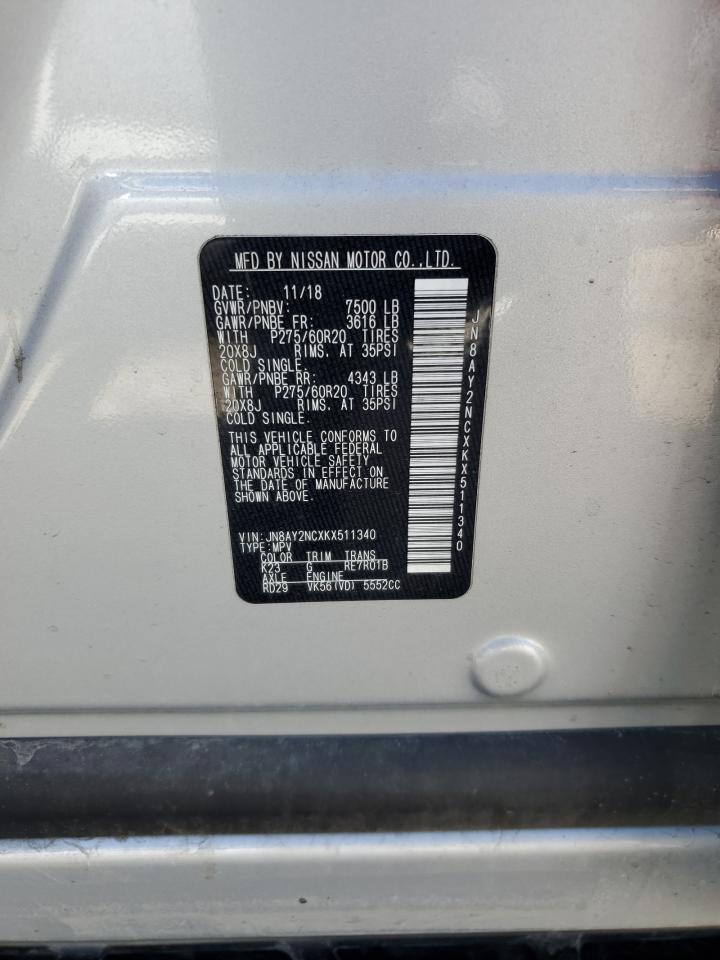 MFD BY NISSAN MOTOR CO.,LTD.
DATE: 11/18
GVWR/PNBV: 7500 LB
GAWR/PNBE FR: 3616 LB
WITH P275/60R20 TIRES
20X8J RIMS. AT 35PSI
COLD SINGLE.
GAWR/PNBE RR: 4343 LB
WITH P275/60R20 TIRES
20X8J RIMS. AT 35PSI
COLD SINGLE.
THIS VEHICLE CONFORMS TO
ALL APPLICABLE FEDERAL
MOTOR VEHICLE SAFETY
STANDARDS IN EFFECT ON
THE DATE OF MANUFACTURE
SHOWN ABOVE.
VIN:JN8AY2NCXKX511340
TYPE:MPV
COLOR TRIM TRANS
K23 G RE7R01B
AXLE ENGINE
RD29 VK56(VD) 5552CC
JN8AY2NCXKX511340